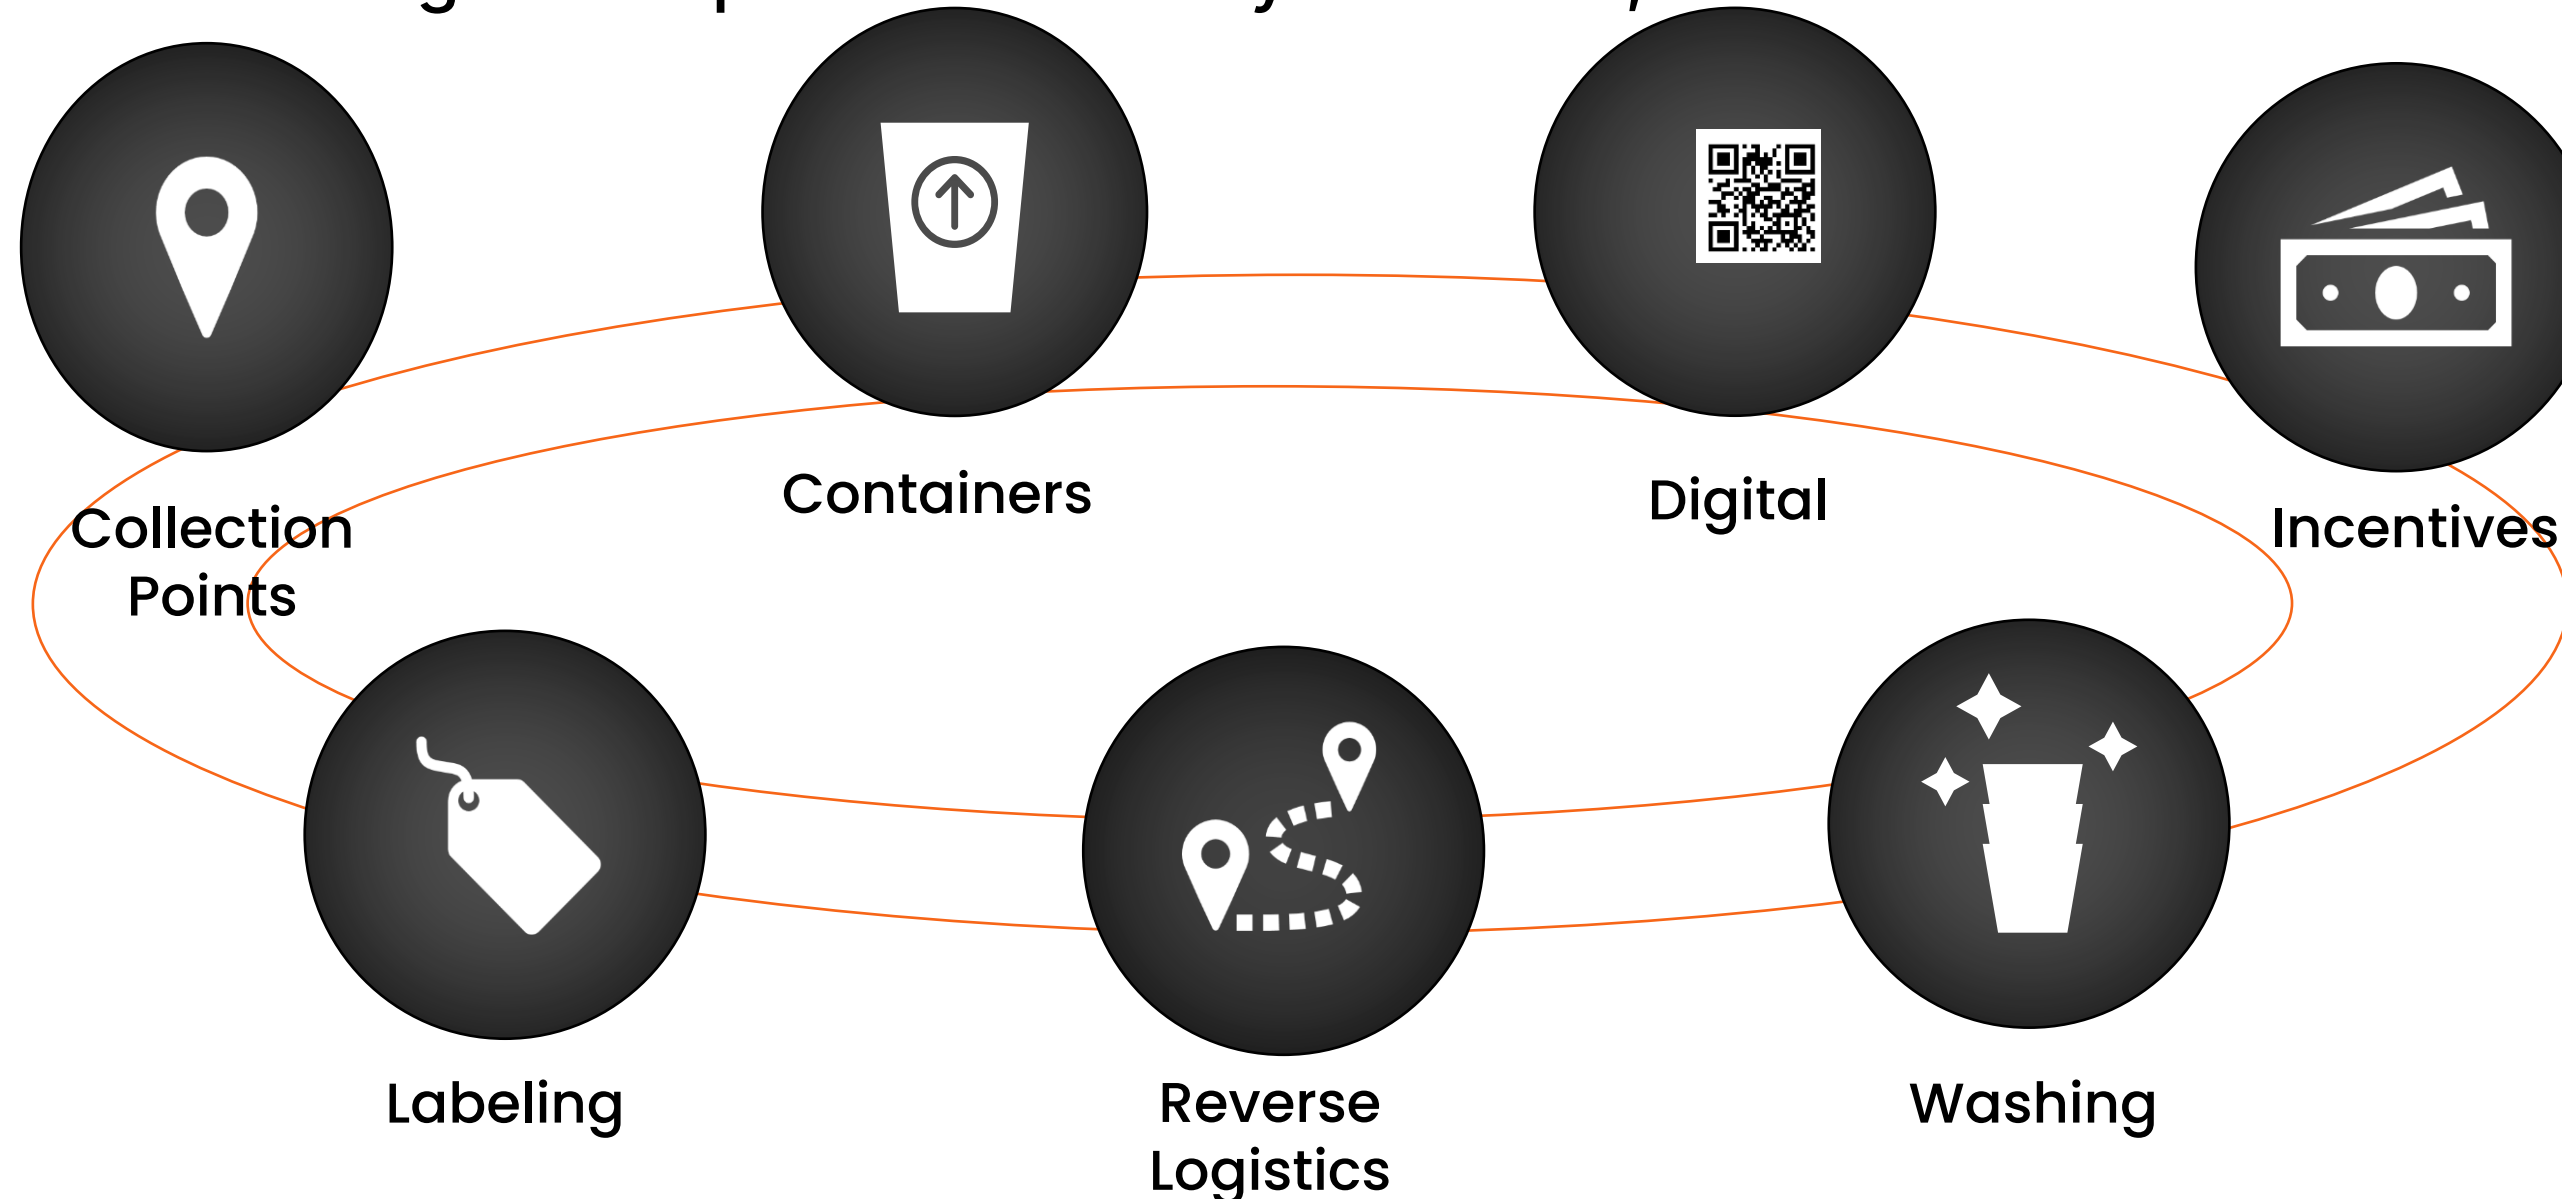 Containers
Digital
Collection
Points
Incentives
Labeling
Reverse
Logistics
Washing